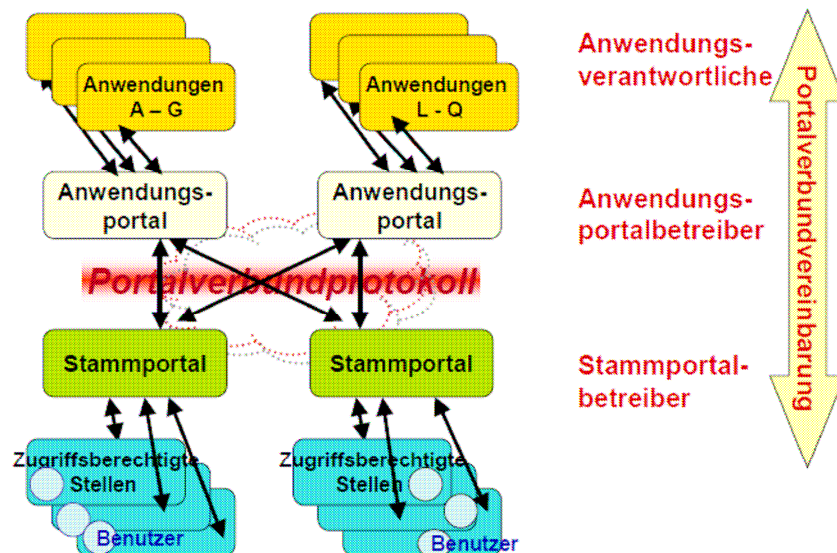 Anwendungen
A – G
Anwendungen
L - Q
Anwendungs-
verantwortliche
Anwendungs-
portal
Anwendungs-
portal
Anwendungs-
portalbetreiber
Portalverbundprotokoll
Stammportal
Stammportal
Stammportal-
betreiber
Zugriffsberechtigte
Stellen
Benutzer
Zugriffsberechtigte
Stellen
Benutzer
Portalverbundvereinbarung